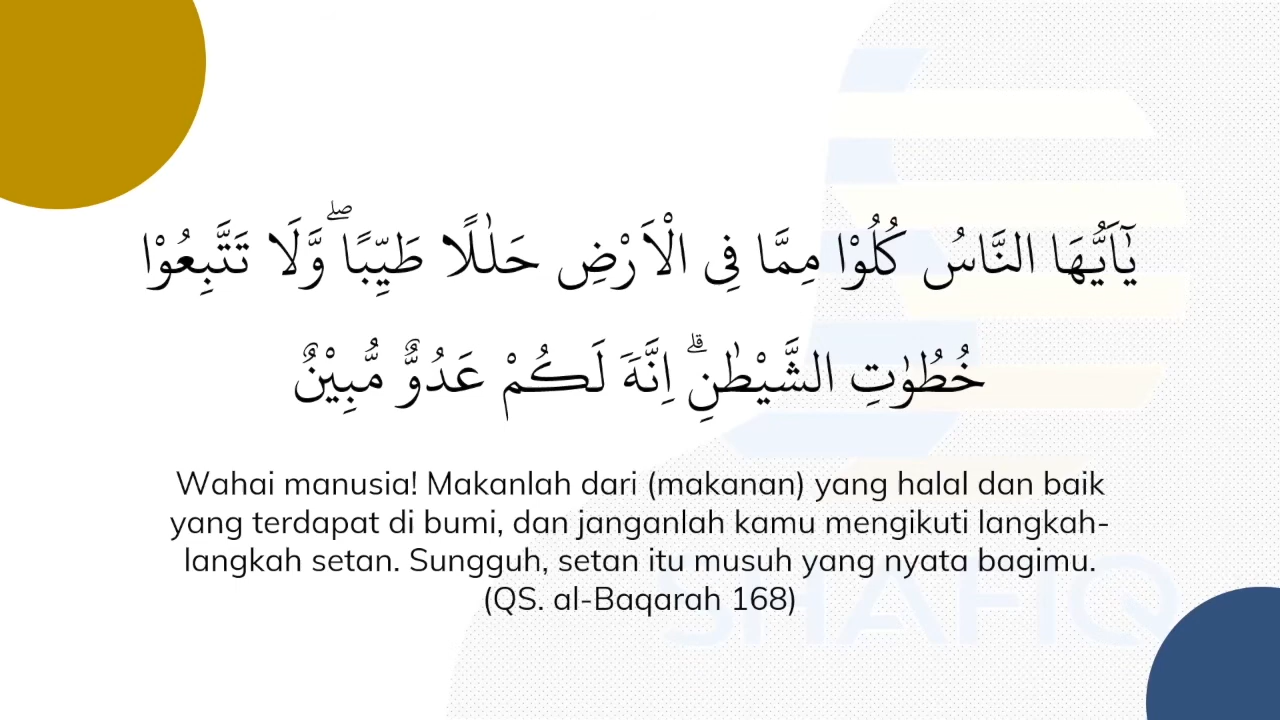 يٰٓاَيُّهَا النَّاسُ كُلُوْا مِمَّا فِى الْاَرْضِ حَلٰلًا طَيِّبًا ۖ وَّلَا تَتَّبِعُوْا
خُطُوٰتِ الشَّيْطٰنِۗ اِنَّهٗ لَكُمْ عَدُوٌّ مُّبِيْنٌ
Wahai manusia! Makanlah dari (makanan) yang halal dan baik
yang terdapat di bumi, dan janganlah kamu mengikuti langkah-
langkah setan. Sungguh, setan itu musuh yang nyata bagimu.
(QS. al-Baqarah 168)
SHAFIQ